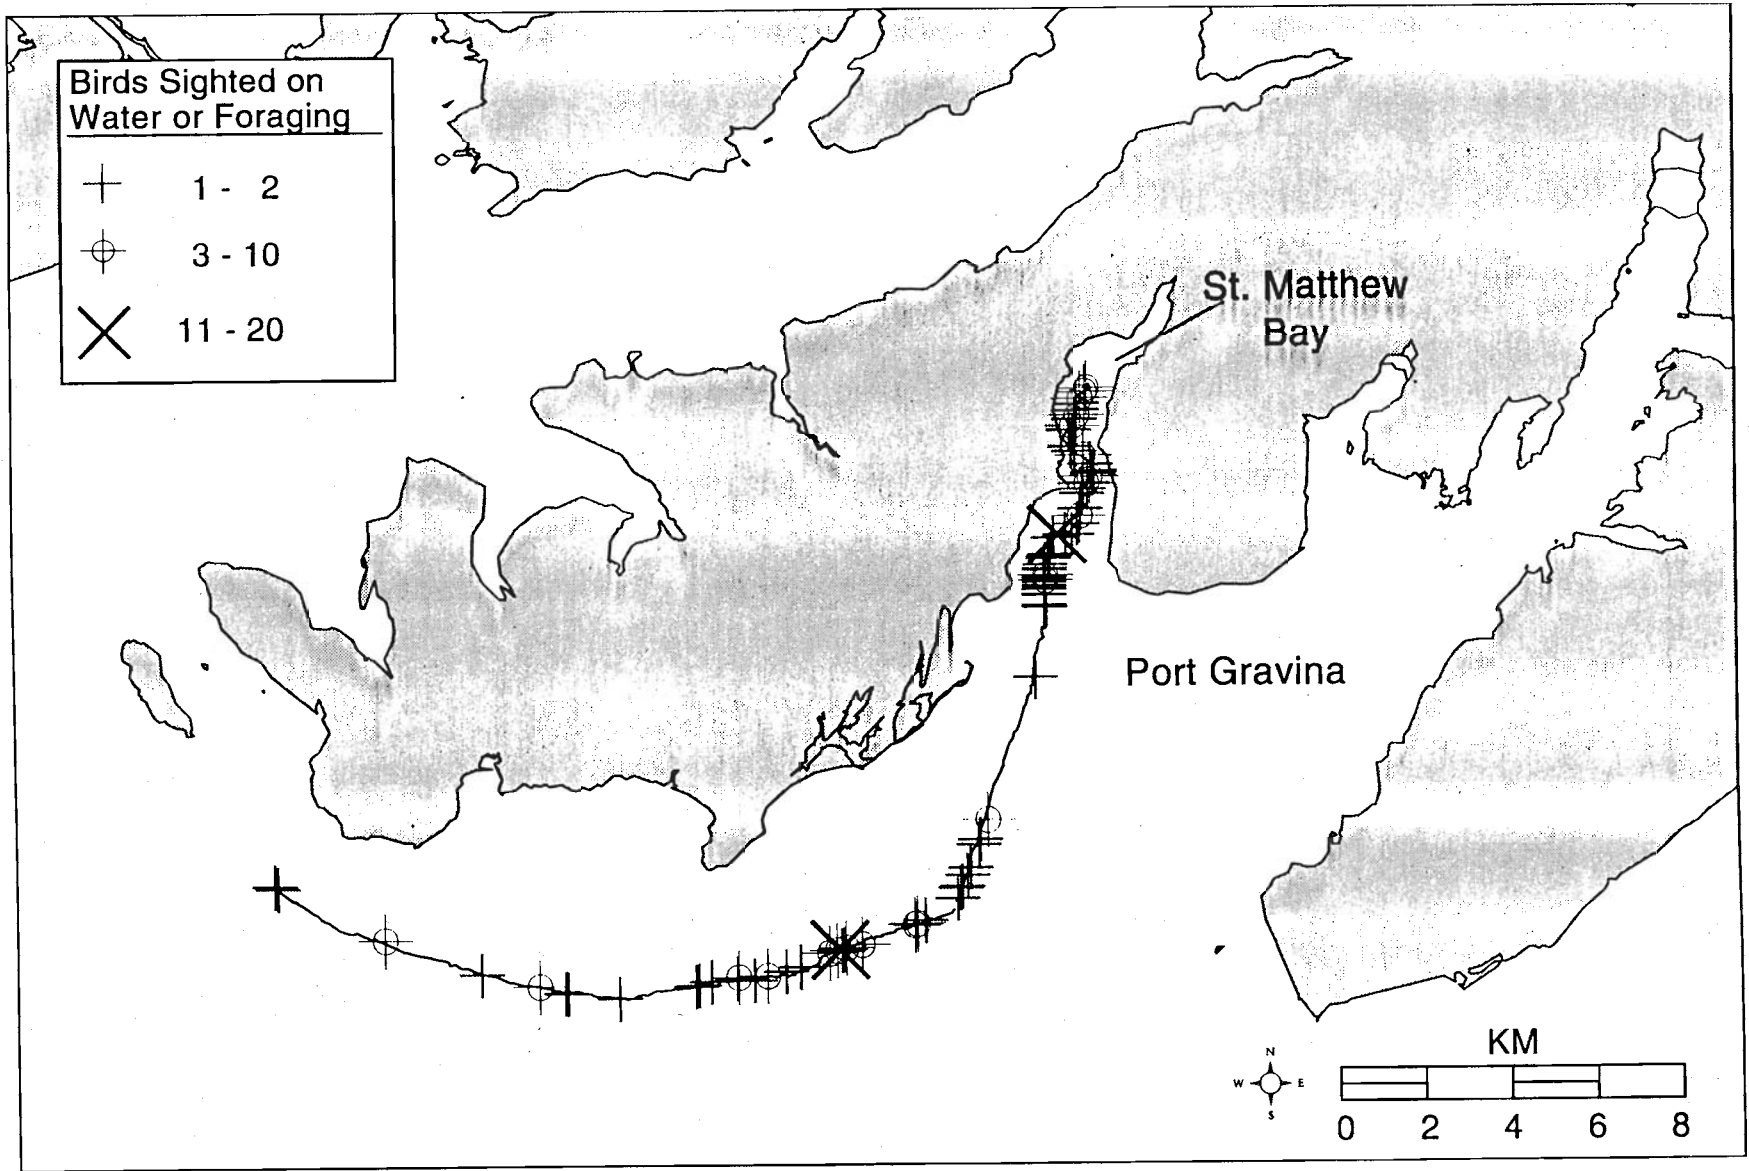 Birds Sighted on
Water or Foraging
1 - 2
3 - 10
11 - 20
St. Matthew
Bay
Port Gravina
KM
N
W E
S
0 2 4 6 8